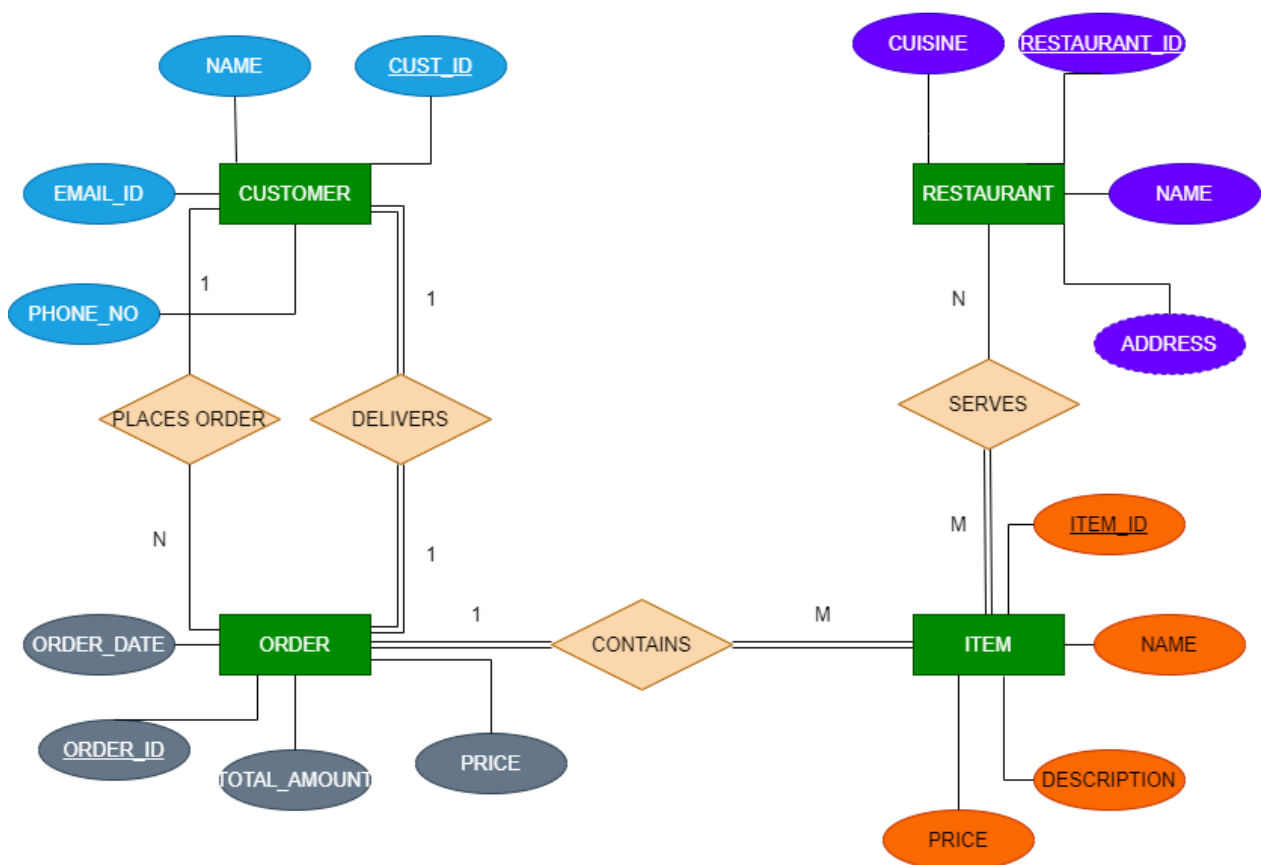 CUISINE
RESTAURANT_ID
NAME
CUST_ID
EMAIL_ID
CUSTOMER
RESTAURANT
NAME
1
1
N
PHONE_NO
ADDRESS
PLACES ORDER
DELIVERS
SERVES
N
1
M
ITEM_ID
1
M
ORDER_DATE
ORDER
CONTAINS
ITEM
NAME
ORDER_ID
TOTAL_AMOUNT
PRICE
DESCRIPTION
PRICE